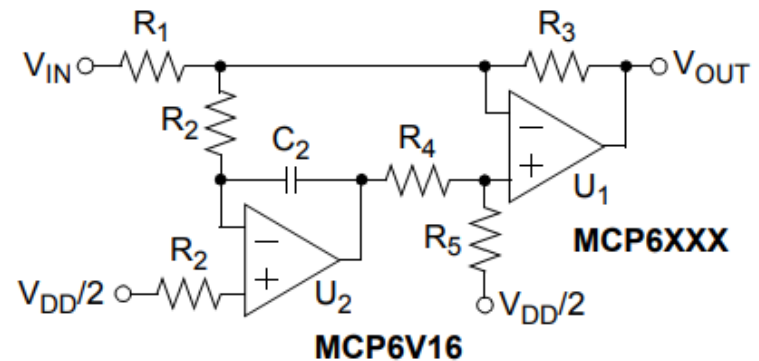 R1
R3
VIN
VOUT
R2
C2
R4
U1
R5
MCP6XXX
R2
VDD/2
U2
VDD/2
MCP6V16